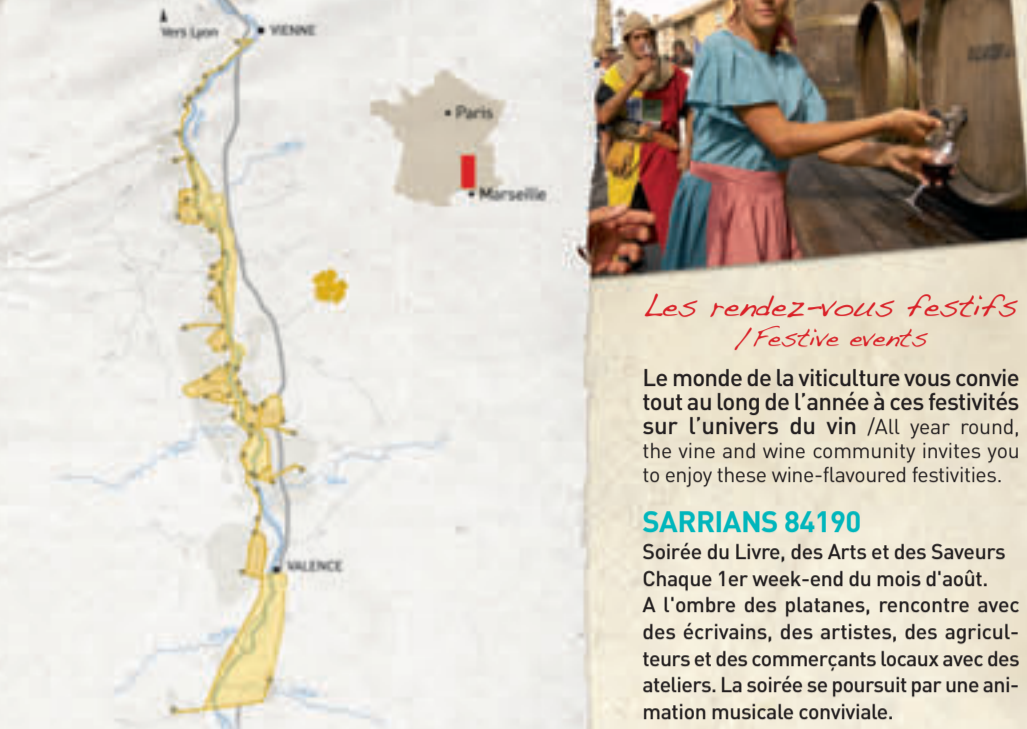 Vers Lyon
VIENNE
Paris
Marseille
VALENCE
Les rendez-vous festifs
/Festive events
Le monde de la viticulture vous convie
tout au long de l'année à ces festivités
sur l'univers du vin /All year round,
the vine and wine community invites you
to enjoy these wine-flavoured festivities.
SARRIANS 84190
Soirée du Livre, des Arts et des Saveurs
Chaque 1er week-end du mois d'août.
A l'ombre des platanes, rencontre avec
des écrivains, des artistes, des agricul-
teurs et des commerçants locaux avec des
ateliers. La soirée se poursuit par une ani-
mation musicale conviviale.